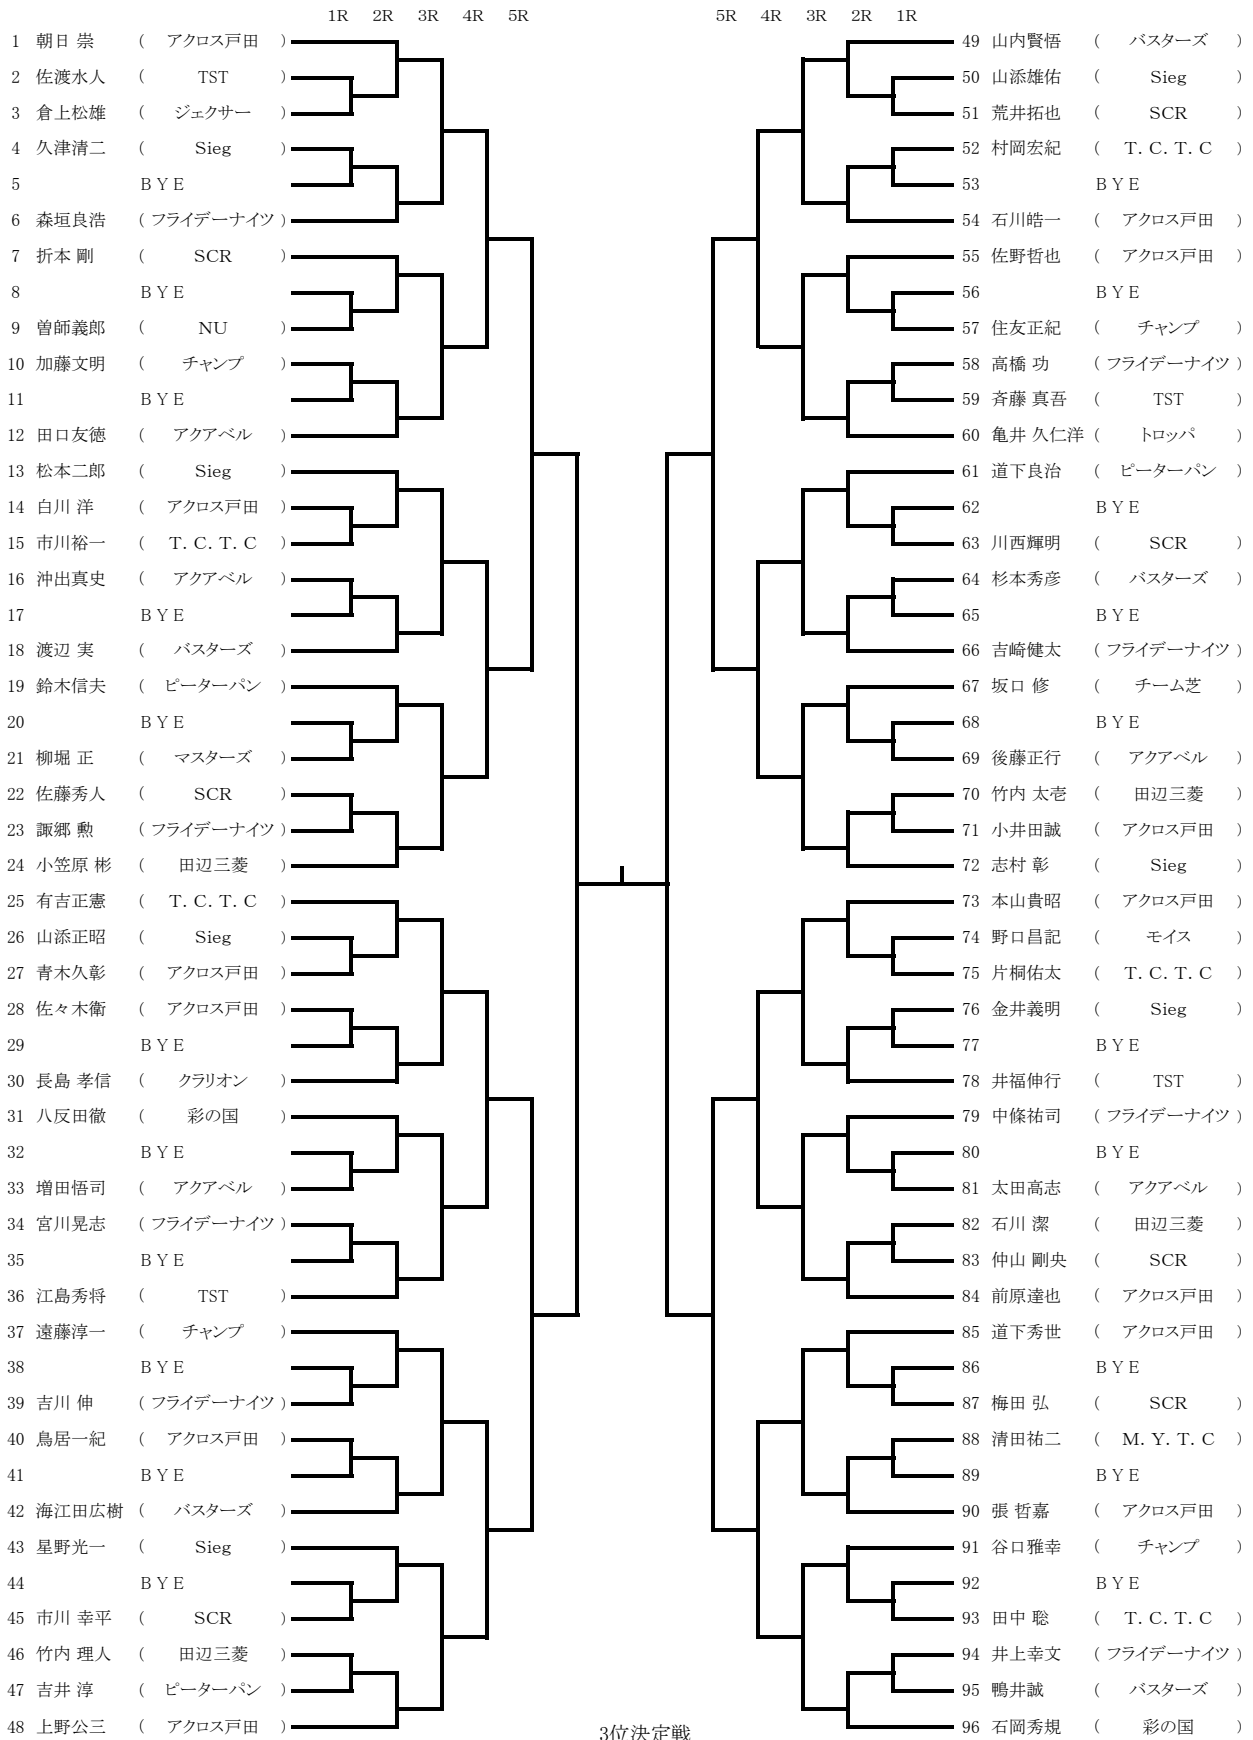 1R 2R 3R 4R 5R 5R 4R 3R 2R 1R
1 朝日 崇 ( アクロス戸田 )
2 佐渡水人 ( TST )
3 倉上松雄 ( ジェクサー )
4 久津清二 ( Sieg )
5 BYE
6 森垣良浩 ( フライデーナイツ )
7 折本 剛 ( SCR )
8 BYE
9 曽師義郎 ( NU )
10 加藤文明 ( チャンプ )
11 BYE
12 田口友徳 ( アクアベル )
13 松本二郎 ( Sieg )
14 白川 洋 ( アクロス戸田 )
15 市川裕一 ( T.C.T.C )
16 沖出真史 ( アクアベル )
17 BYE
18 渡辺 実 ( バスターズ )
19 鈴木信夫 ( ピーターパン )
20 BYE
21 柳堀 正 ( マスターズ )
22 佐藤秀人 ( SCR )
23 諏郷 勲 ( フライデーナイツ )
24 小笠原 彬 ( 田辺三菱 )
25 有吉正憲 ( T.C.T.C )
26 山添正昭 ( Sieg )
27 青木久彰 ( アクロス戸田 )
28 佐々木衛 ( アクロス戸田 )
29 BYE
30 長島 孝信 ( クラリオン )
31 八反田徹 ( 彩の国 )
32 BYE
33 増田悟司 ( アクアベル )
34 宮川晃志 ( フライデーナイツ )
35 BYE
36 江島秀将 ( TST )
37 遠藤淳一 ( チャンプ )
38 BYE
39 吉川 伸 ( フライデーナイツ )
40 鳥居一紀 ( アクロス戸田 )
41 BYE
42 海江田広樹 ( バスターズ )
43 星野光一 ( Sieg )
44 BYE
45 市川 幸平 ( SCR )
46 竹内 理人 ( 田辺三菱 )
47 吉井 淳 ( ピーターパン )
48 上野公三 ( アクロス戸田 )
49 山内賢悟 ( バスターズ )
50 山添雄佑 ( Sieg )
51 荒井拓也 ( SCR )
52 村岡宏紀 ( T.C.T.C )
53 BYE
54 石川皓一 ( アクロス戸田 )
55 佐野哲也 ( アクロス戸田 )
56 BYE
57 住友正紀 ( チャンプ )
58 高橋 功 ( フライデーナイツ )
59 斉藤 真吾 ( TST )
60 亀井 久仁洋 ( トロッパ )
61 道下良治 ( ピーターパン )
62 BYE
63 川西輝明 ( SCR )
64 杉本秀彦 ( バスターズ )
65 BYE
66 吉崎健太 ( フライデーナイツ )
67 坂口 修 ( チーム芝 )
68 BYE
69 後藤正行 ( アクアベル )
70 竹内 太壱 ( 田辺三菱 )
71 小井田誠 ( アクロス戸田 )
72 志村 彰 ( Sieg )
73 本山貴昭 ( アクロス戸田 )
74 野口昌記 ( モイス )
75 片桐佑太 ( T.C.T.C )
76 金井義明 ( Sieg )
77 BYE
78 井福伸行 ( TST )
79 中條祐司 ( フライデーナイツ )
80 BYE
81 太田高志 ( アクアベル )
82 石川 潔 ( 田辺三菱 )
83 仲山 剛央 ( SCR )
84 前原達也 ( アクロス戸田 )
85 道下秀世 ( アクロス戸田 )
86 BYE
87 梅田 弘 ( SCR )
88 清田祐二 ( M.Y.T.C )
89 BYE
90 張 哲嘉 ( アクロス戸田 )
91 谷口雅幸 ( チャンプ )
92 BYE
93 田中 聡 ( T.C.T.C )
94 井上幸文 ( フライデーナイツ )
95 鴨井誠 ( バスターズ )
96 石岡秀規 ( 彩の国 )
3位決定戦